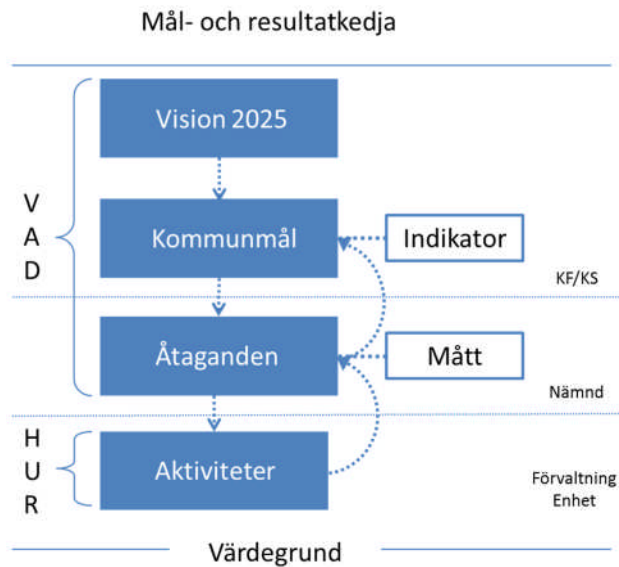 Mål- och resultatkedja
Vision 2025
V
A
D
Kommunmål
Indikator
KF/KS
Åtaganden
Mått
Nämnd
H
U
R
Aktiviteter
Förvaltning
Enhet
Värdegrund